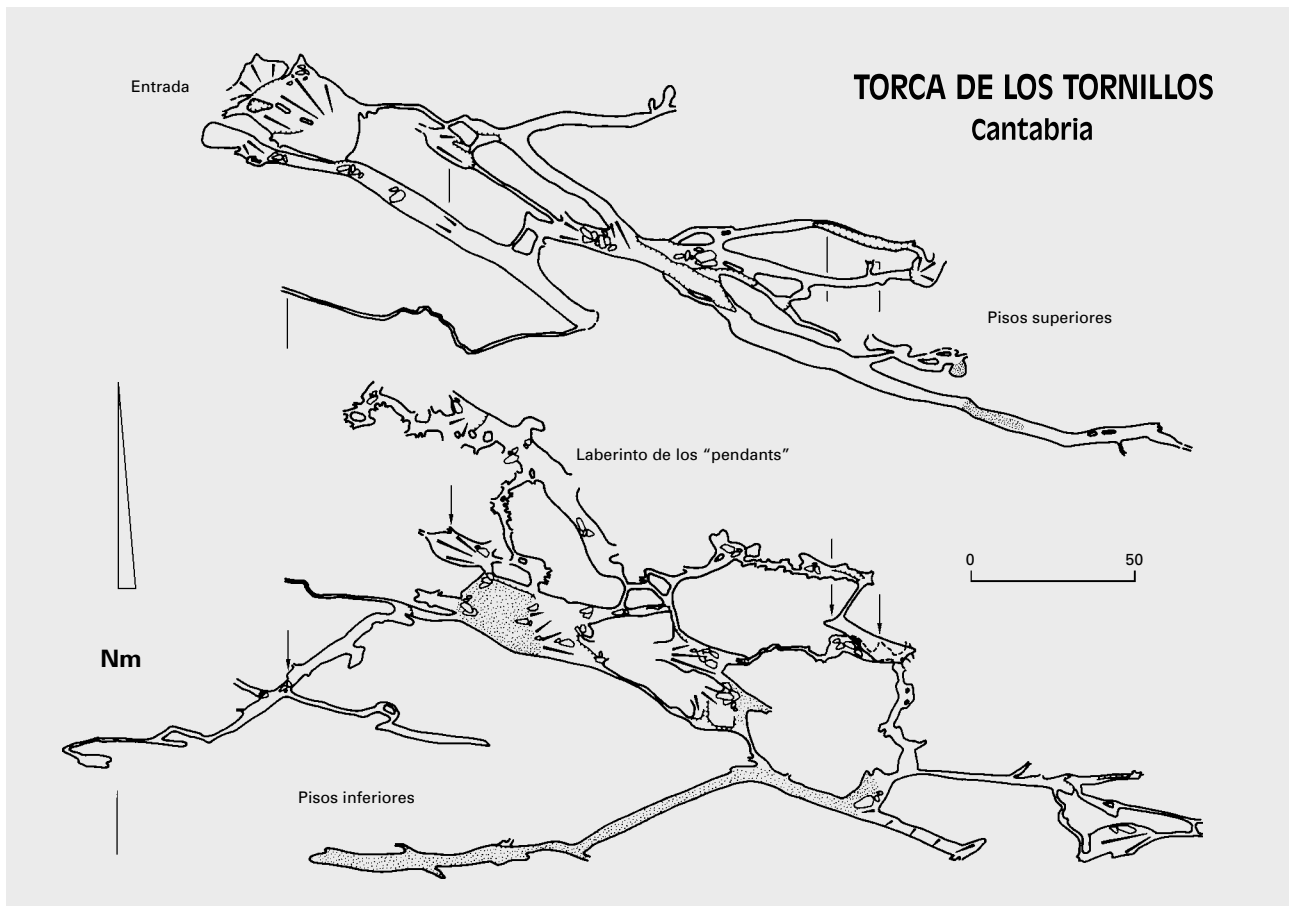 Entrada
TORCA DE LOS TORNILLOS
Cantabria
Pisos superiores
Laberinto de los “pendants”
0 50
Nm
Pisos inferiores